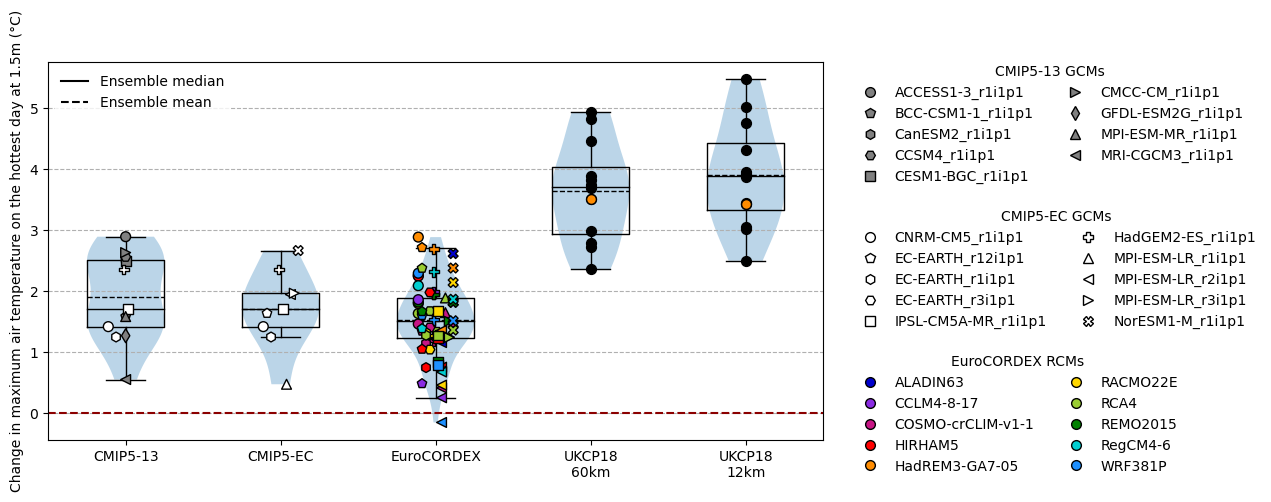 Change in maximum air temperature on the hottest day at 1.5m (°C)
Ensemble median
Ensemble mean
5
4
3
2
1
0
CMIP5-13
CMIP5-EC
EuroCORDEX
UKCP18
60km
UKCP18
12km
CMIP5-13 GCMs
ACCESS1-3_r1i1p1
BCC-CSM1-1_r1i1p1
CanESM2_r1i1p1
CCSM4_r1i1p1
CESM1-BGC_r1i1p1
CMCC-CM_r1i1p1
GFDL-ESM2G_r1i1p1
MPI-ESM-MR_r1i1p1
MRI-CGCM3_r1i1p1
CMIP5-EC GCMs
CNRM-CM5_r1i1p1
EC-EARTH_r12i1p1
EC-EARTH_r1i1p1
EC-EARTH_r3i1p1
IPSL-CM5A-MR_r1i1p1
HadGEM2-ES_r1i1p1
MPI-ESM-LR_r1i1p1
MPI-ESM-LR_r2i1p1
MPI-ESM-LR_r3i1p1
NorESM1-M_r1i1p1
EuroCORDEX RCMs
ALADIN63
CCLM4-8-17
COSMO-crCLIM-v1-1
HIRHAM5
HadREM3-GA7-05
RACMO22E
RCA4
REMO2015
RegCM4-6
WRF381P